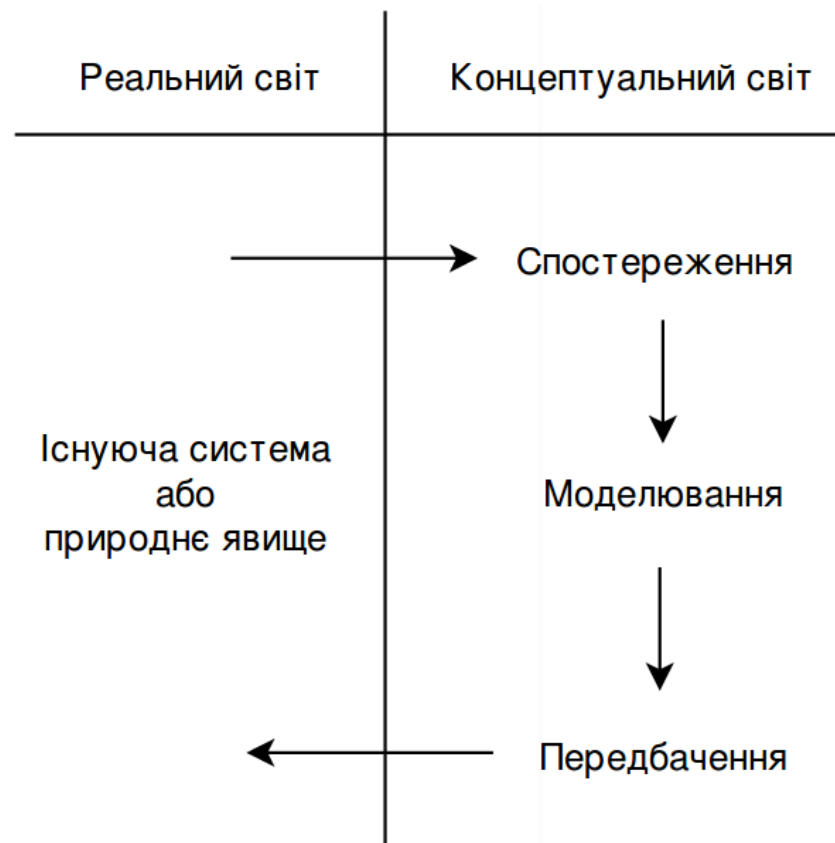 Реальний світ
Концептуальний світ
Спостереження
Існуюча система
або
природнє явище
Моделювання
Передбачення